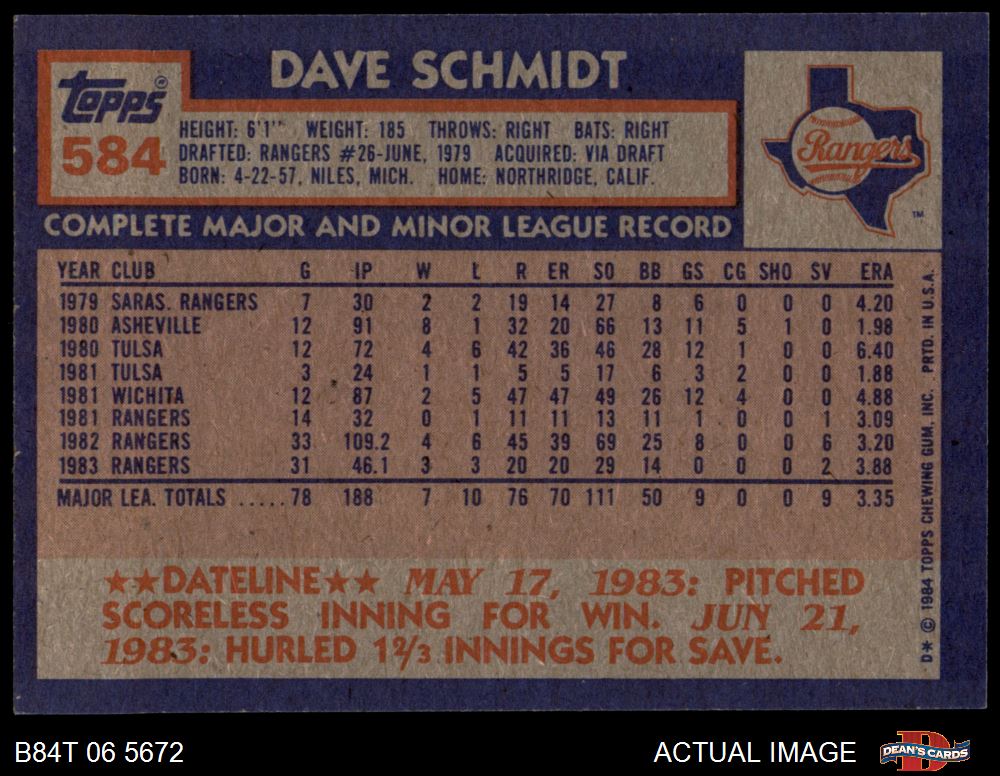 DAVE SCHMIDT
Topps®
584
HEIGHT: 6'1" WEIGHT: 185 THROWS: RIGHT BATS: RIGHT
DRAFTED: RANGERS #26-JUNE, 1979 ACQUIRED: VIA DRAFT
BORN: 4-22-57, NILES, MICH. HOME: NORTHRIDGE, CALIF.
Rangers
TM
COMPLETE MAJOR AND MINOR LEAGUE RECORD
YEAR CLUB G IP W L R ER SO BB GS CG SHO SV ERA
1979 SARAS. RANGERS 7 30 2 2 19 14 27 8 6 0 0 0 4.20
1980 ASHEVILLE 12 91 8 1 32 20 66 13 11 5 1 0 1.98
1980 TULSA 12 72 4 6 42 36 46 28 12 1 0 0 6.40
1981 TULSA 3 24 1 1 5 5 17 6 3 2 0 0 1.88
1981 WICHITA 12 87 2 5 47 47 49 26 12 4 0 0 4.88
1981 RANGERS 14 32 0 1 11 11 13 11 1 0 0 1 3.09
1982 RANGERS 33 109.2 4 6 45 39 69 25 8 0 0 6 3.20
1983 RANGERS 31 46.1 3 3 20 20 29 14 0 0 0 2 3.88
MAJOR LEA. TOTALS ..... 78 188 7 10 76 70 111 50 9 0 0 9 3.35
★★DATELINE★★ MAY 17, 1983: PITCHED
SCORELESS INNING FOR WIN. JUN 21,
1983: HURLED 1⅔ INNINGS FOR SAVE.
D* © 1984 TOPPS CHEWING GUM, INC. PRTD. IN U.S.A.
B84T 06 5672
ACTUAL IMAGE
D
DEAN'S CARDS